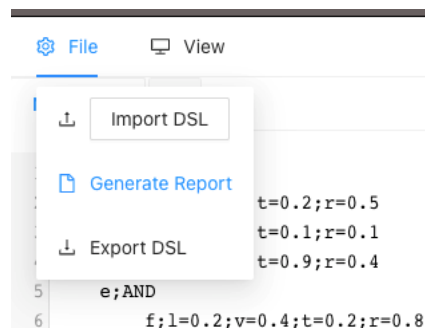 File View
Import DSL
Generate Report
t=0.2;r=0.5
t=0.1;r=0.1
Export DSL
t=0.9;r=0.4
5 e;AND
6 f;l=0.2;v=0.4;t=0.2;r=0.8